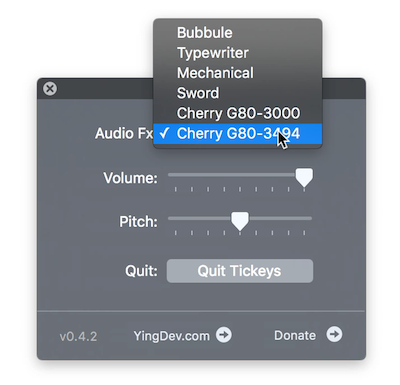 Bubbule
Typewriter
Mechanical
Sword
Cherry G80-3000
Audio Fx ✓ Cherry G80-3494
Volume:
Pitch:
Quit: Quit Tickeys
v0.4.2 YingDev.com Donate